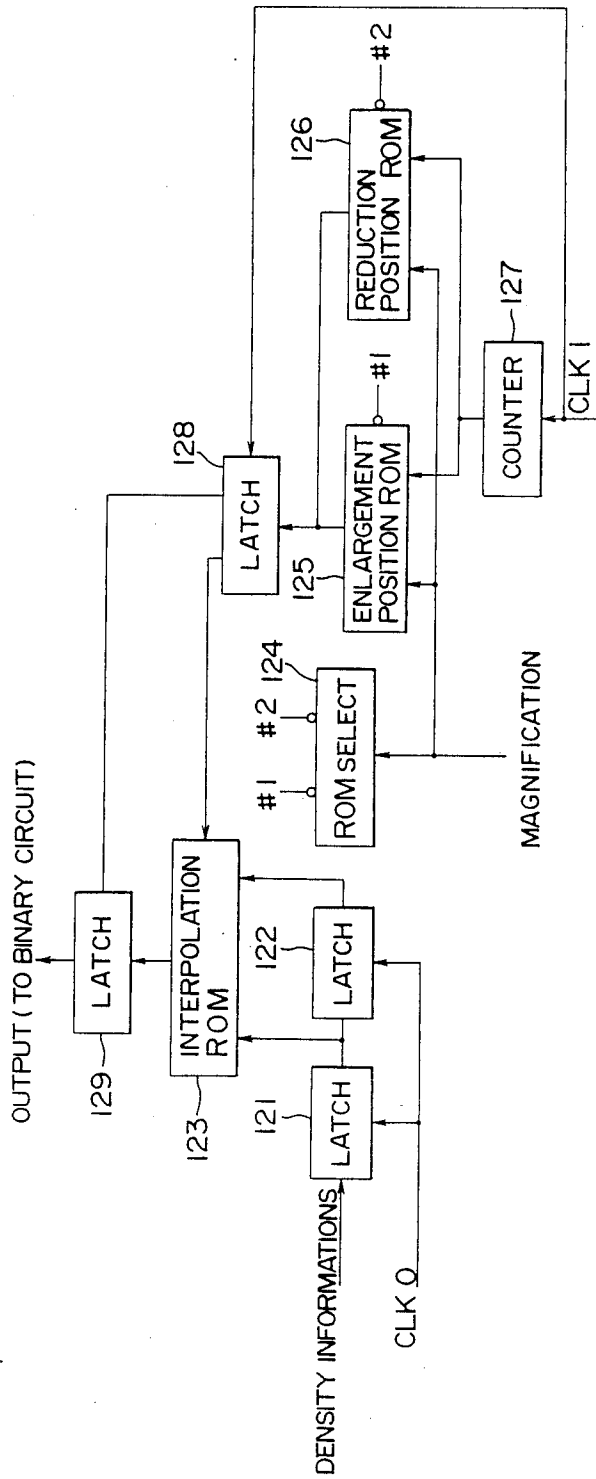 OUTPUT (TO BINARY CIRCUIT)
LATCH
129
INTERPOLATION
ROM
123
121
LATCH
122
LATCH
DENSITY INFORMATIONS
CLK 0
128
LATCH
#1
#2
124
ROM SELECT
MAGNIFICATION
125
ENLARGEMENT
POSITION ROM
#1
126
REDUCTION
POSITION ROM
#2
127
COUNTER
CLK 1